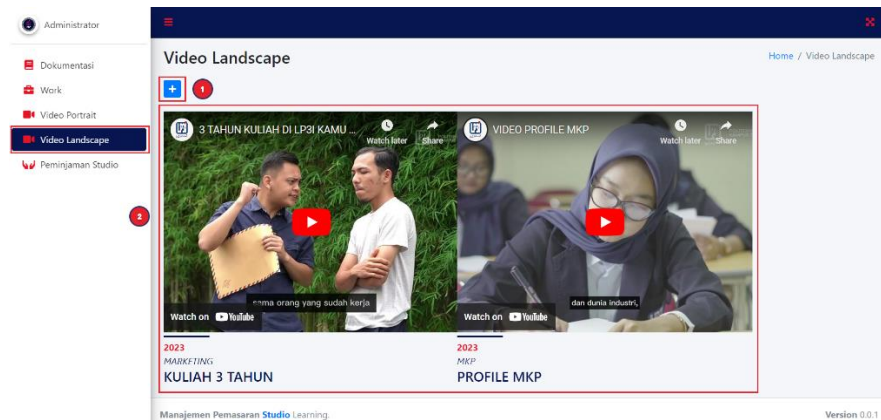 Administrator
Dokumentasi
Work
Video Portrait
Video Landscape
Peminjaman Studio
2
Video Landscape
Home / Video Landscape
+
1
3 TAHUN KULIAH DI LP3I KAMU ...
Watch later
Share
sama orang yang sudah kerja
Watch on YouTube
2023
MARKETING
KULIAH 3 TAHUN
VIDEO PROFILE MKP
Watch later
Share
dan dunia industri,
Watch on YouTube
2023
MKP
PROFILE MKP
Manajemen Pemasaran Studio Learning.
Version 0.0.1